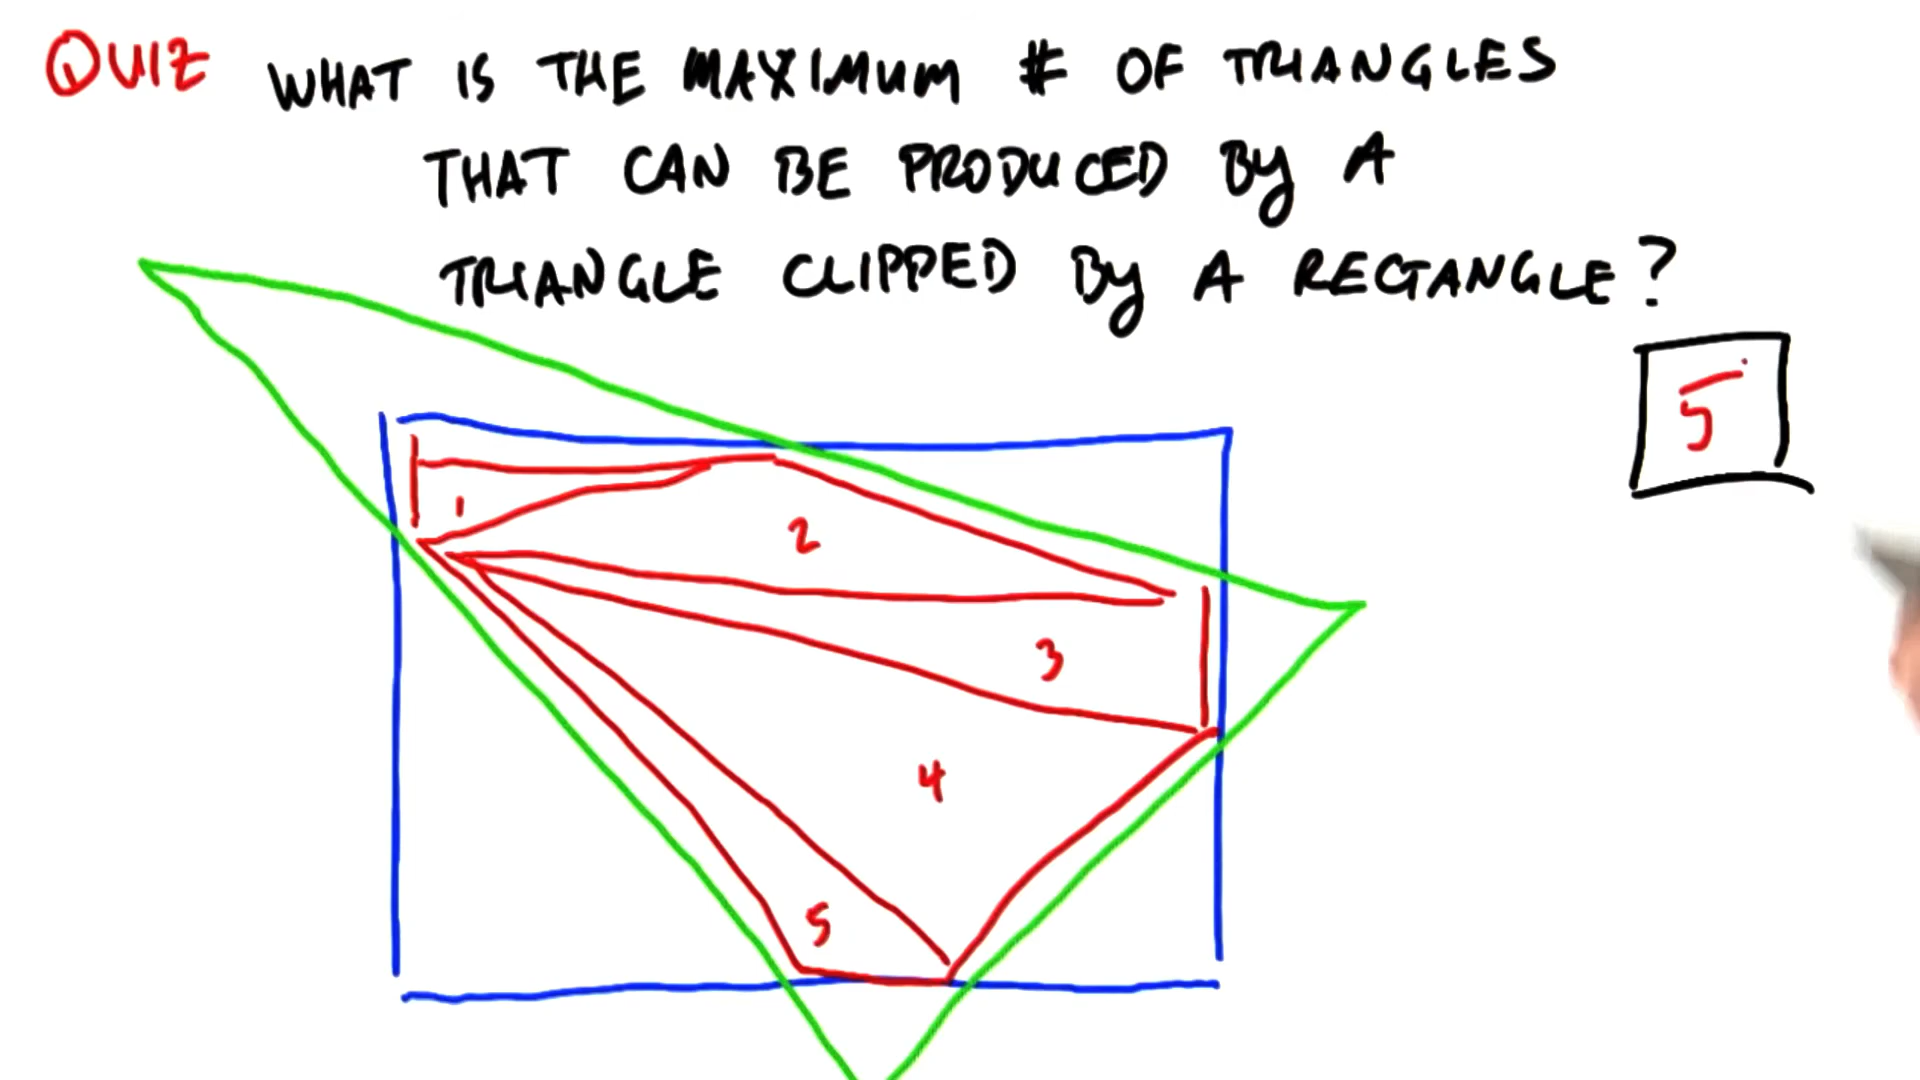 QUIZ WHAT IS THE MAXIMUM # OF TRIANGLES
THAT CAN BE PRODUCED BY A
TRIANGLE CLIPPED BY A RECTANGLE?
5
1
2
3
4
5